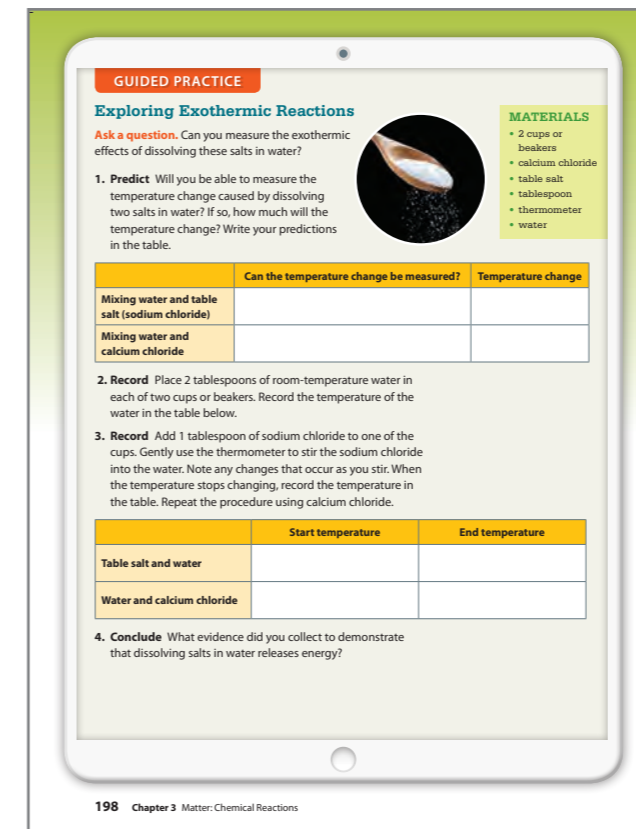 GUIDED PRACTICE
Exploring Exothermic Reactions
Ask a question. Can you measure the exothermic
effects of dissolving these salts in water?
1. Predict Will you be able to measure the
temperature change caused by dissolving
two salts in water? If so, how much will the
temperature change? Write your predictions
in the table.
MATERIALS
• 2 cups or
beakers
• calcium chloride
• table salt
• tablespoon
• thermometer
• water
Can the temperature change be measured? Temperature change
Mixing water and table
salt (sodium chloride)
Mixing water and
calcium chloride
2. Record Place 2 tablespoons of room-temperature water in
each of two cups or beakers. Record the temperature of the
water in the table below.
3. Record Add 1 tablespoon of sodium chloride to one of the
cups. Gently use the thermometer to stir the sodium chloride
into the water. Note any changes that occur as you stir. When
the temperature stops changing, record the temperature in
the table. Repeat the procedure using calcium chloride.
Start temperature End temperature
Table salt and water
Water and calcium chloride
4. Conclude What evidence did you collect to demonstrate
that dissolving salts in water releases energy?
198 Chapter 3 Matter: Chemical Reactions